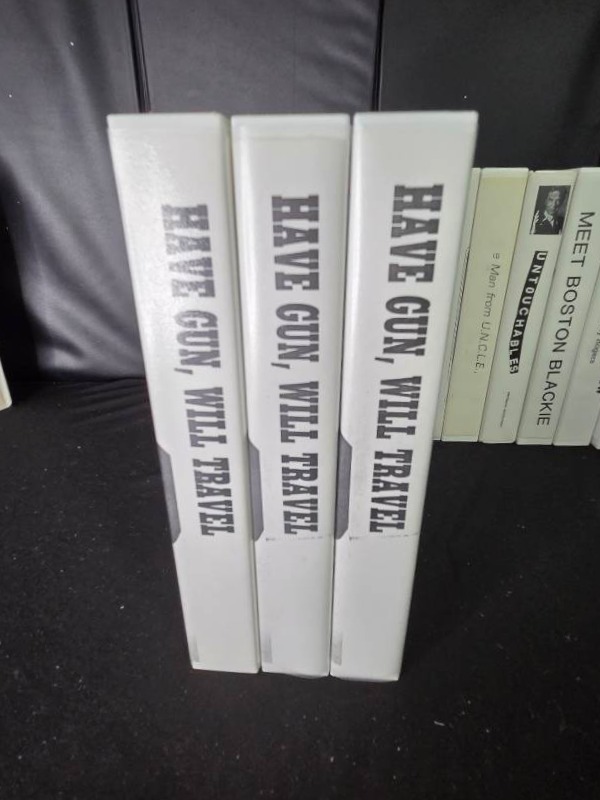 HAVE GUN, WILL TRAVEL
HAVE GUN, WILL TRAVEL
HAVE GUN, WILL TRAVEL
a Man from U.N.C.L.E.
UNTOUCHABLES
MEET BOSTON BLACKIE